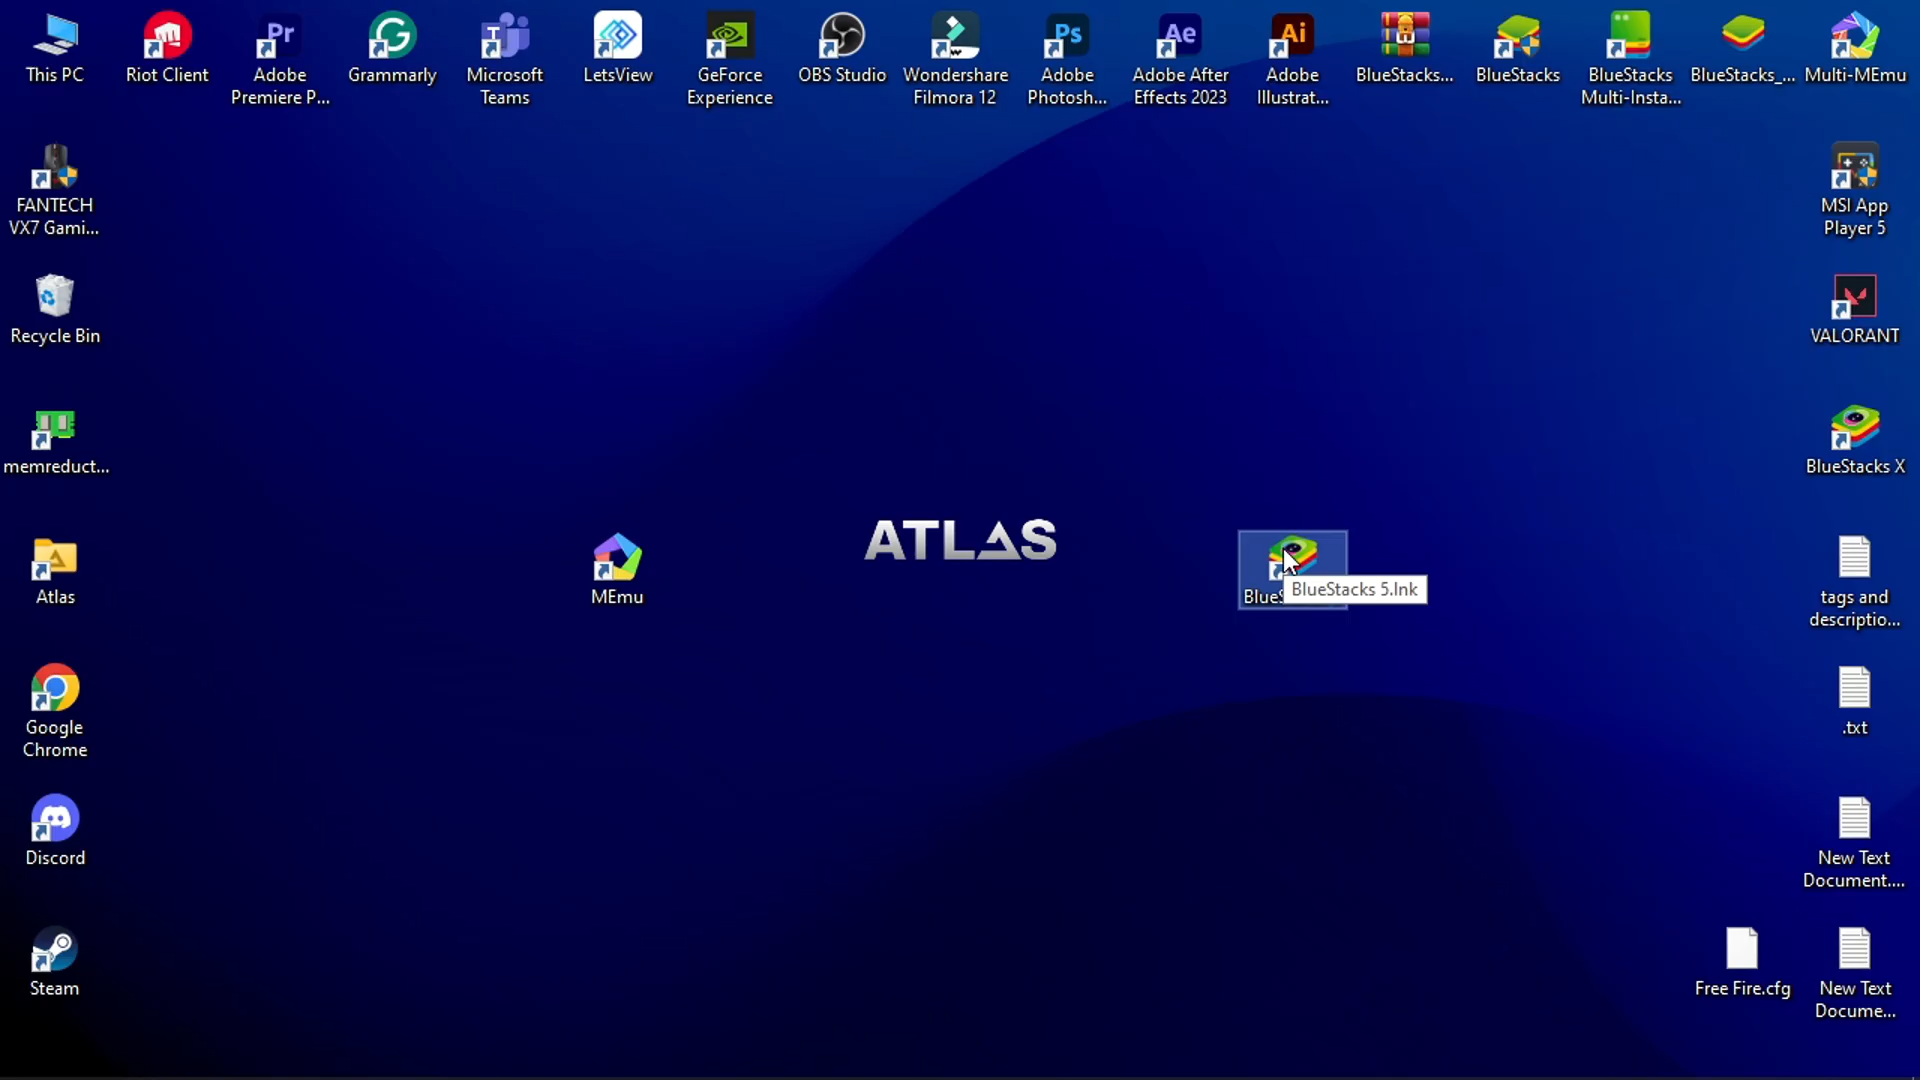 This PC
Riot Client
Adobe
Premiere P...
Grammarly
Microsoft
Teams
LetsView
GeForce
Experience
OBS Studio
Wondershare
Filmora 12
Adobe
Photosh...
Adobe After
Effects 2023
Adobe
Illustrat...
BlueStacks...
BlueStacks
BlueStacks
Multi-Insta...
BlueStacks_...
Multi-MEmu
FANTECH
VX7 Gami...
MSI App
Player 5
Recycle Bin
VALORANT
memreduct...
BlueStacks X
ATLAS
Atlas
MEmu
BlueStacks 5.lnk
tags and
descriptio...
Google
Chrome
.txt
Discord
New Text
Document....
Steam
Free Fire.cfg
New Text
Docume...